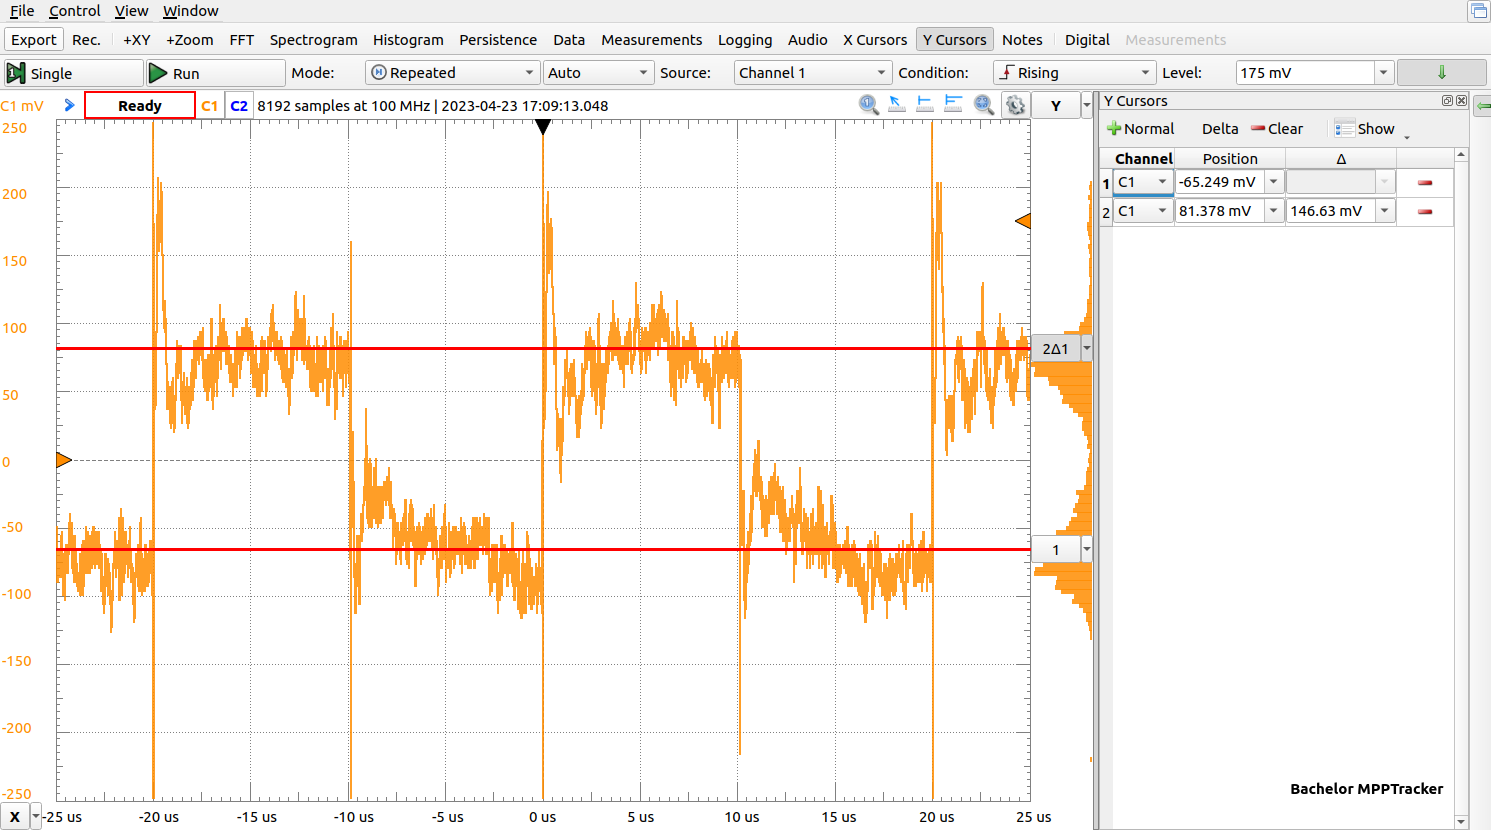 File Control View Window
Export Rec. +XY +Zoom FFT Spectrogram Histogram Persistence Data Measurements Logging Audio X Cursors Y Cursors Notes Digital Measurements
Single Run Mode: Repeated Auto Source: Channel 1 Condition: Rising Level: 175 mV
C1 mV Ready C1 C2 8192 samples at 100 MHz | 2023-04-23 17:09:13.048 Y
Y Cursors
Normal Delta Clear Show
Channel Position Δ
1 C1 -65.249 mV
2 C1 81.378 mV 146.63 mV
250
200
150
100
50
0
-50
-100
-150
-200
-250
2Δ1
1
Bachelor MPPTracker
X -25 us -20 us -15 us -10 us -5 us 0 us 5 us 10 us 15 us 20 us 25 us